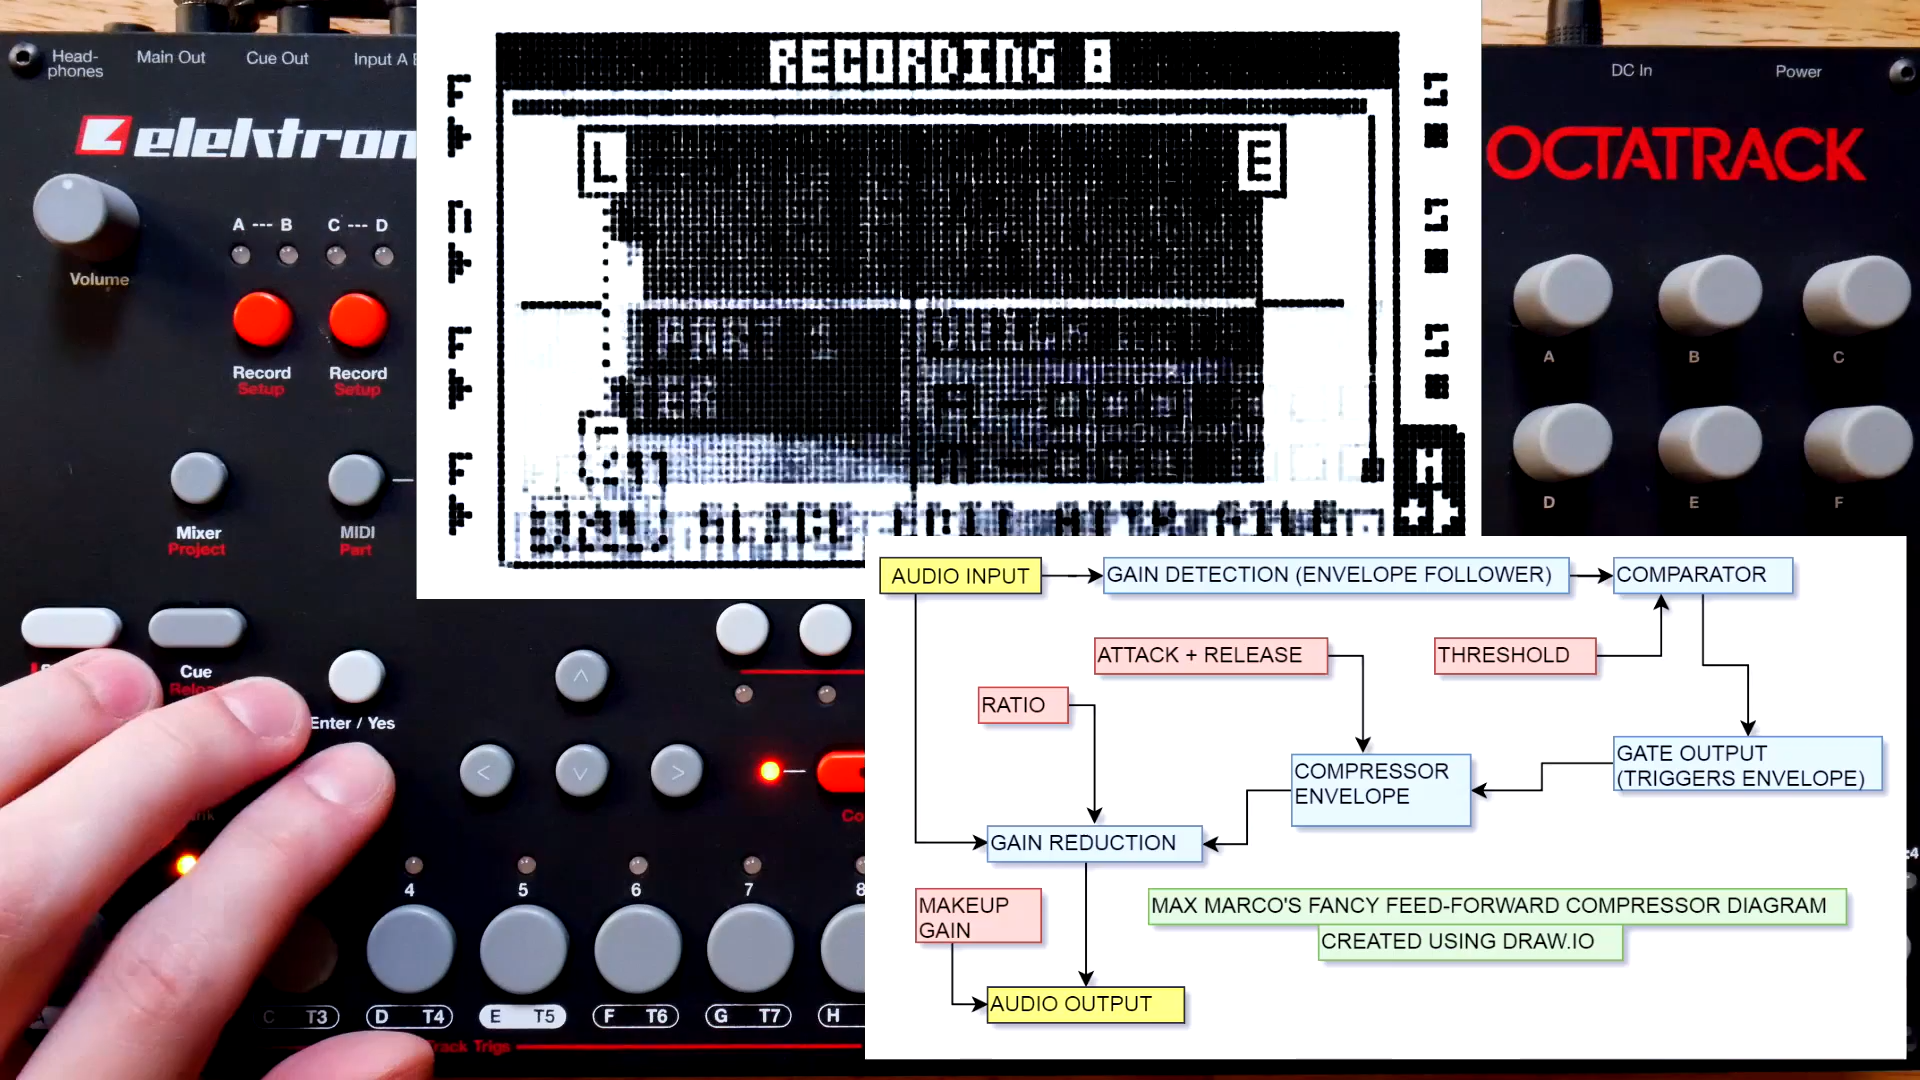 Head-
phones
Main Out
Cue Out
Input A
elektron
Volume
A --- B
C --- D
Record
Setup
Record
Setup
Mixer
Project
MIDI
Part
Cue
Enter / Yes
4
5
6
7
8
C T3
D T4
E T5
F T6
G T7
H
Track Trigs
RECORDING 8
L
E
DC In
Power
OCTATRACK
A
B
C
D
E
F
AUDIO INPUT
GAIN DETECTION (ENVELOPE FOLLOWER)
COMPARATOR
ATTACK + RELEASE
THRESHOLD
RATIO
COMPRESSOR
ENVELOPE
GATE OUTPUT
(TRIGGERS ENVELOPE)
GAIN REDUCTION
MAKEUP
GAIN
MAX MARCO'S FANCY FEED-FORWARD COMPRESSOR DIAGRAM
CREATED USING DRAW.IO
AUDIO OUTPUT